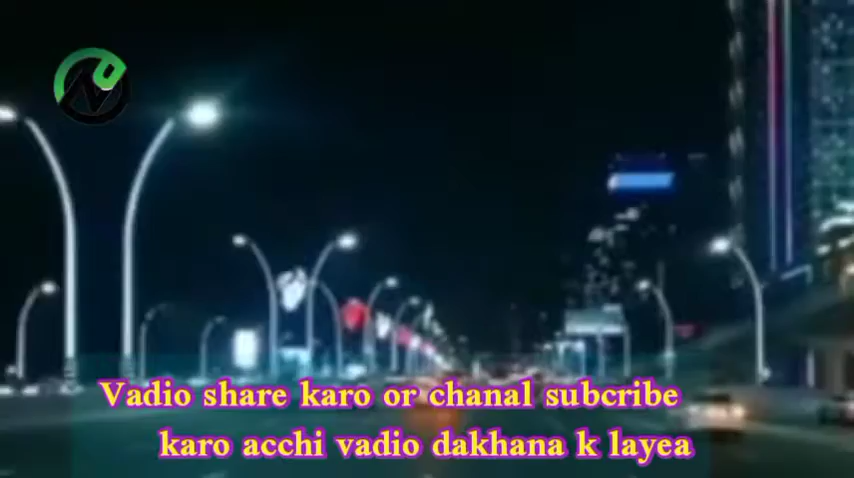 Vadio share karo or chanal subcribe
karo acchi vadio dakhana k layea